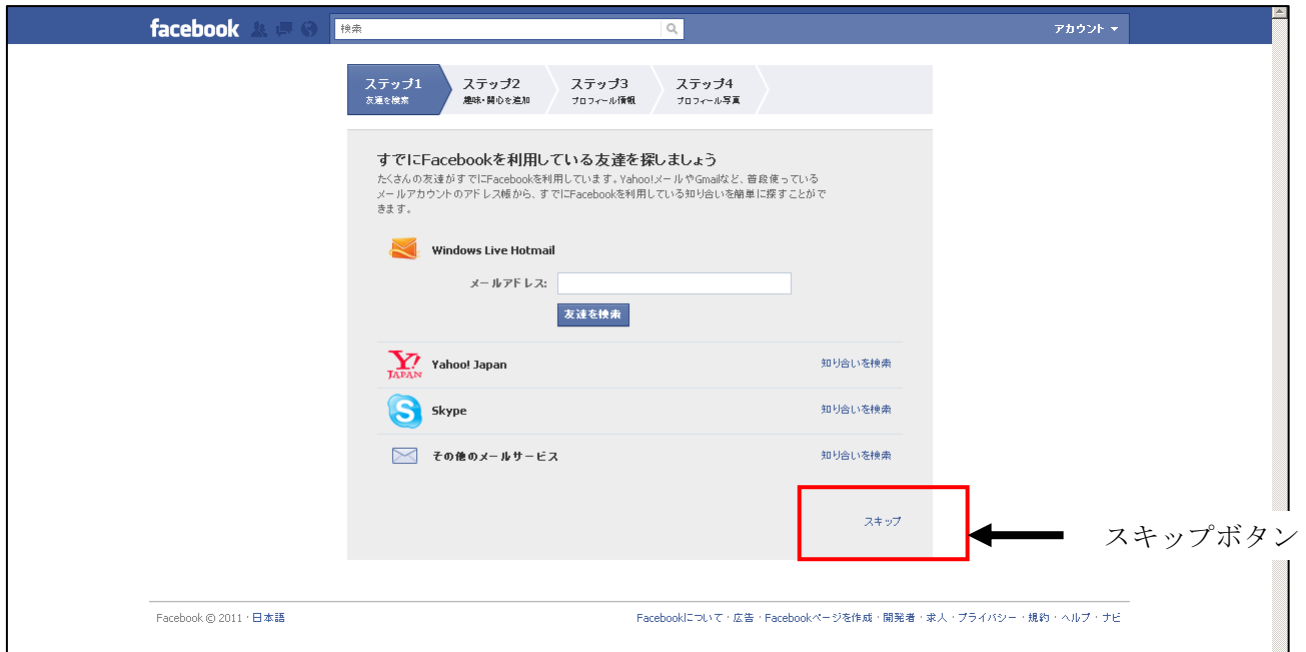 facebook 検索 アカウント
ステップ1 ステップ2 ステップ3 ステップ4
友達を検索 趣味・関心を追加 プロフィール情報 プロフィール写真
すでにFacebookを利用している友達を探しましょう
たくさんの友達がすでにFacebookを利用しています。Yahoo!メールやGmailなど、普段使っている
メールアカウントのアドレス帳から、すでにFacebookを利用している知り合いを簡単に探すことがで
きます。
Windows Live Hotmail
メールアドレス:
友達を検索
Y! JAPAN Yahoo! Japan 知り合いを検索
S Skype 知り合いを検索
その他のメールサービス 知り合いを検索
スキップ
スキップボタン
Facebook © 2011 · 日本語 Facebookについて · 広告 · Facebookページを作成 · 開発者 · 求人 · プライバシー · 規約 · ヘルプ · ナビ